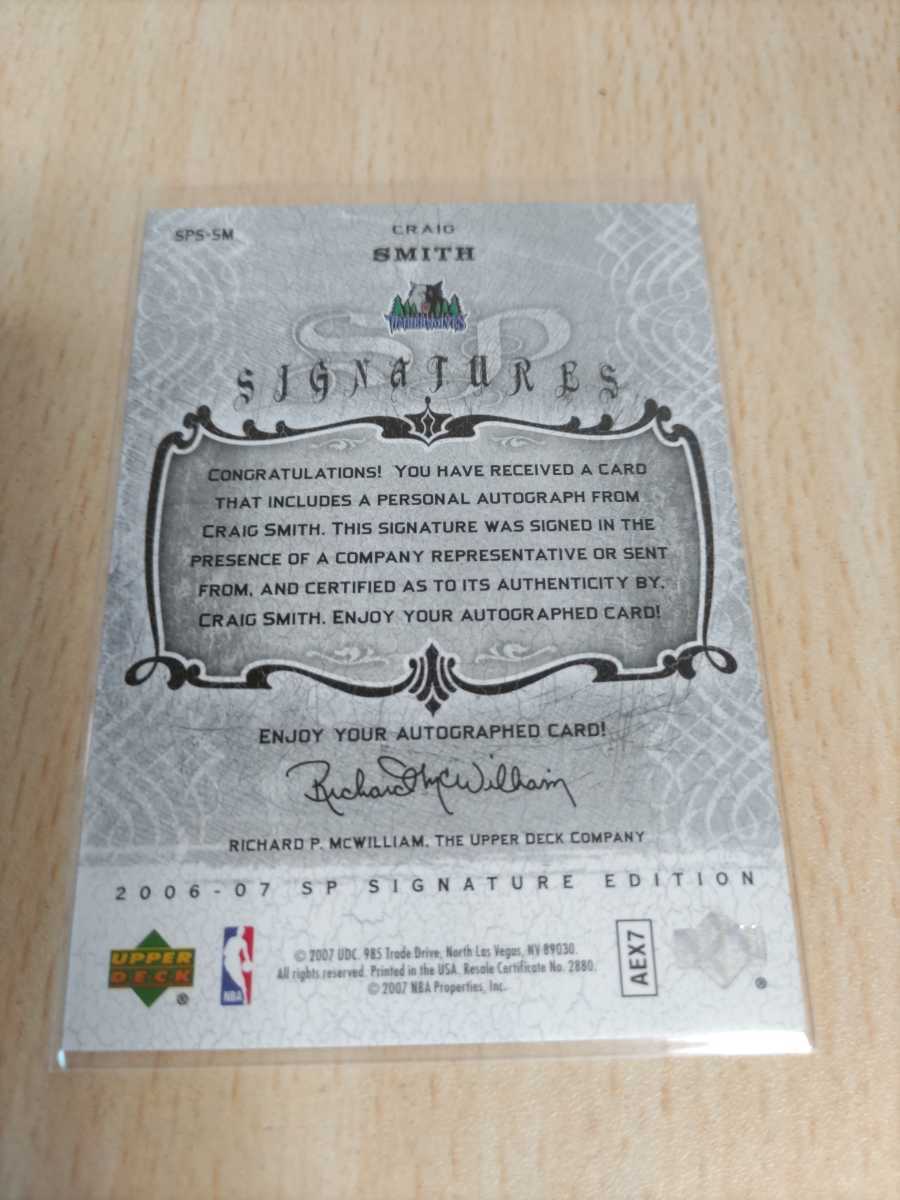 SPS-SM
CRAIG
SMITH
TIMBERWOLVES
SP
SIGNATURES
CONGRATULATIONS! YOU HAVE RECEIVED A CARD
THAT INCLUDES A PERSONAL AUTOGRAPH FROM
CRAIG SMITH. THIS SIGNATURE WAS SIGNED IN THE
PRESENCE OF A COMPANY REPRESENTATIVE OR SENT
FROM, AND CERTIFIED AS TO ITS AUTHENTICITY BY,
CRAIG SMITH. ENJOY YOUR AUTOGRAPHED CARD!
ENJOY YOUR AUTOGRAPHED CARD!
Richard P McWilliam
RICHARD P. MCWILLIAM, THE UPPER DECK COMPANY
2006-07 SP SIGNATURE EDITION
UPPER
DECK
®
NBA
© 2007 UDC. 985 Trade Drive, North Las Vegas, NV 89030.
All rights reserved. Printed in the USA. Resale Certificate No. 2880.
© 2007 NBA Properties, Inc.
AEX7
®